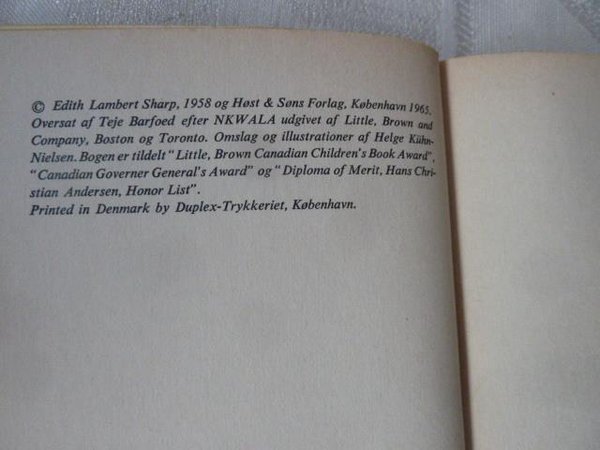 © Edith Lambert Sharp, 1958 og Høst & Søns Forlag, København 1965.
Oversat af Teje Barfoed efter NKWALA udgivet af Little, Brown and
Company, Boston og Toronto. Omslag og illustrationer af Helge Kühn-
Nielsen. Bogen er tildelt "Little, Brown Canadian Children's Book Award",
"Canadian Governer General's Award" og "Diploma of Merit, Hans Chri-
stian Andersen, Honor List".
Printed in Denmark by Duplex-Trykkeriet, København.